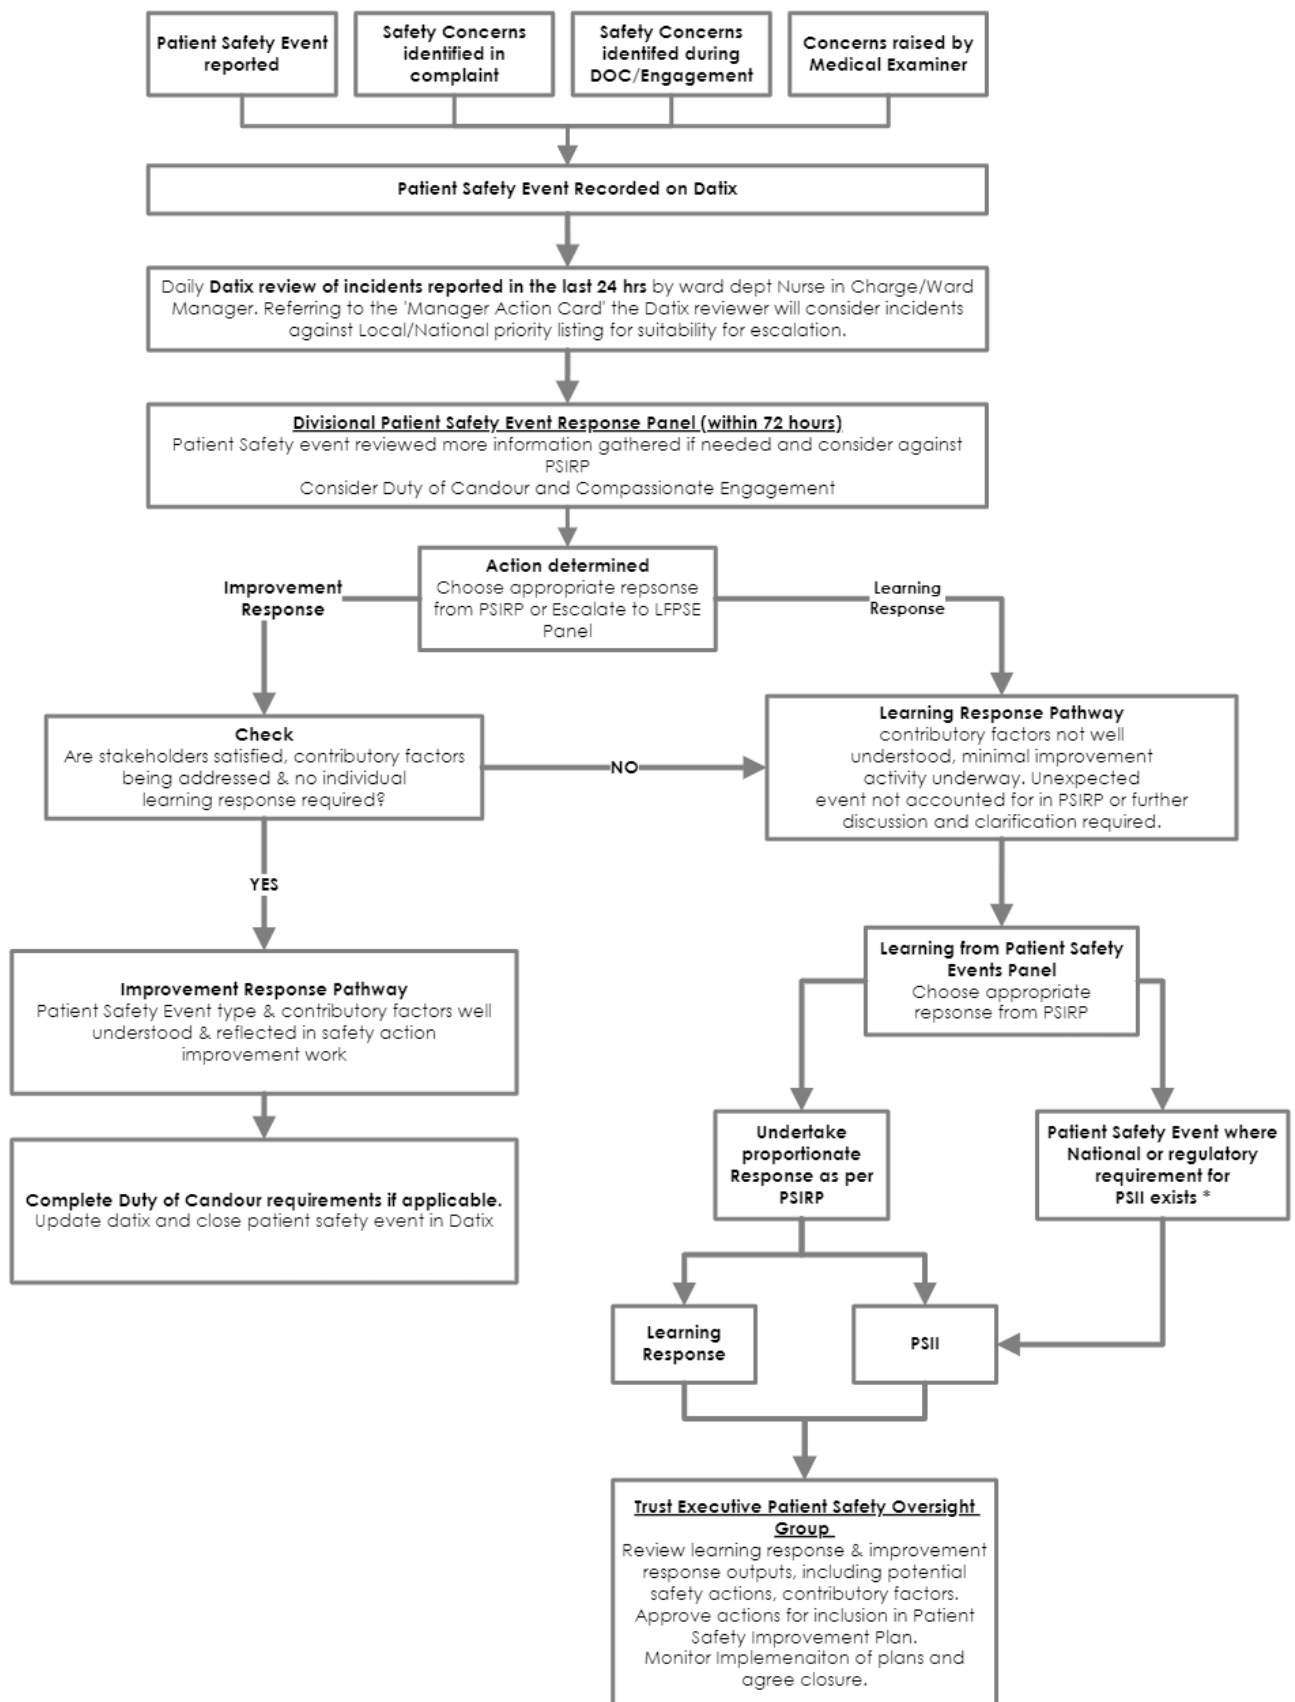 Patient Safety Event
reported
Safety Concerns
identified in
complaint
Safety Concerns
identifed during
DOC/Engagement
Concerns raised by
Medical Examiner
Patient Safety Event Recorded on Datix
Daily Datix review of incidents reported in the last 24 hrs by ward dept Nurse in Charge/Ward
Manager. Referring to the 'Manager Action Card' the Datix reviewer will consider incidents
against Local/National priority listing for suitability for escalation.
Divisional Patient Safety Event Response Panel (within 72 hours)
Patient Safety event reviewed more information gathered if needed and consider against
PSIRP
Consider Duty of Candour and Compassionate Engagement
Action determined
Choose appropriate repsonse
from PSIRP or Escalate to LFPSE
Panel
Improvement
Response
Learning
Response
Check
Are stakeholders satisfied, contributory factors
being addressed & no individual
learning response required?
NO
Learning Response Pathway
contributory factors not well
understood, minimal improvement
activity underway. Unexpected
event not accounted for in PSIRP or further
discussion and clarification required.
YES
Improvement Response Pathway
Patient Safety Event type & contributory factors well
understood & reflected in safety action
improvement work
Learning from Patient Safety
Events Panel
Choose appropriate
repsonse from PSIRP
Complete Duty of Candour requirements if applicable.
Update datix and close patient safety event in Datix
Undertake
proportionate
Response as per
PSIRP
Patient Safety Event where
National or regulatory
requirement for
PSII exists *
Learning
Response
PSII
Trust Executive Patient Safety Oversight
Group
Review learning response & improvement
response outputs, including potential
safety actions, contributory factors.
Approve actions for inclusion in Patient
Safety Improvement Plan.
Monitor Implemenaiton of plans and
agree closure.